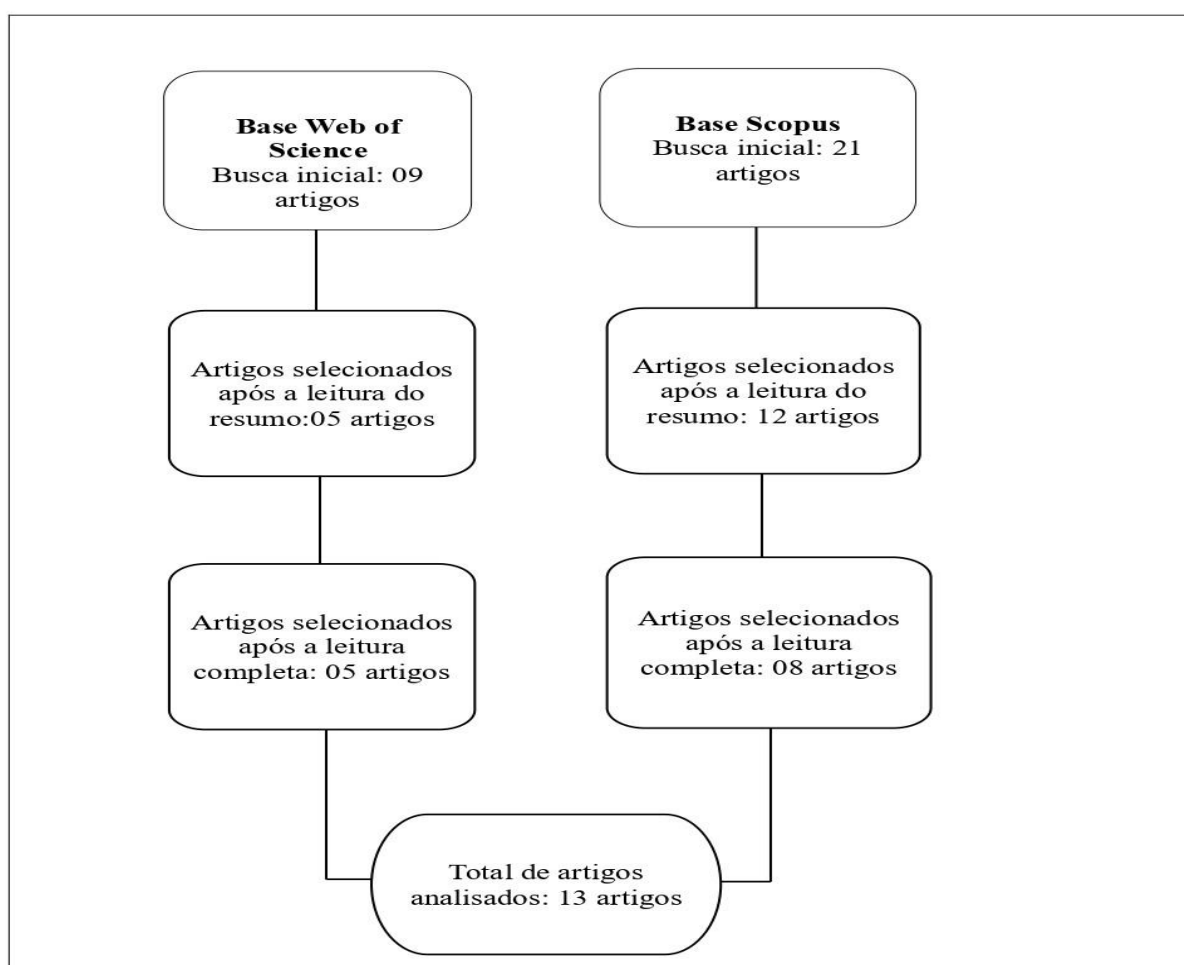 Base Web of
Science
Busca inicial: 09
artigos
Base Scopus
Busca inicial: 21
artigos
Artigos selecionados
após a leitura do
resumo:05 artigos
Artigos selecionados
após a leitura do
resumo: 12 artigos
Artigos selecionados
após a leitura
completa: 05 artigos
Artigos selecionados
após a leitura
completa: 08 artigos
Total de artigos
analisados: 13 artigos